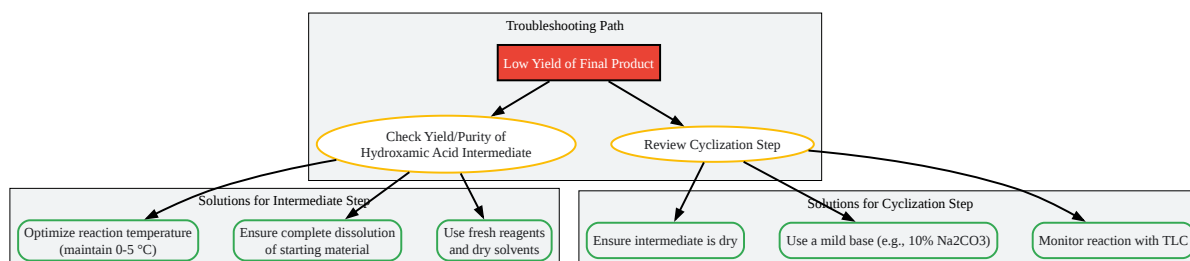 Troubleshooting Path
Low Yield of Final Product
Check Yield/Purity of
Hydroxamic Acid Intermediate
Review Cyclization Step
Solutions for Intermediate Step
Solutions for Cyclization Step
Optimize reaction temperature
(maintain 0-5 °C)
Ensure complete dissolution
of starting material
Use fresh reagents
and dry solvents
Ensure intermediate is dry
Use a mild base (e.g., 10% Na2CO3)
Monitor reaction with TLC